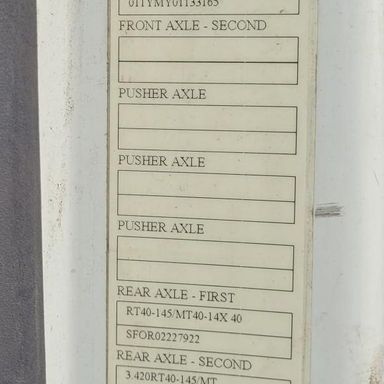 011YMY01133165
FRONT AXLE - SECOND
PUSHER AXLE
PUSHER AXLE
PUSHER AXLE
REAR AXLE - FIRST
RT40-145/MT40-14X 40
SFOR02227922
REAR AXLE - SECOND
3.420RT40-145/MT